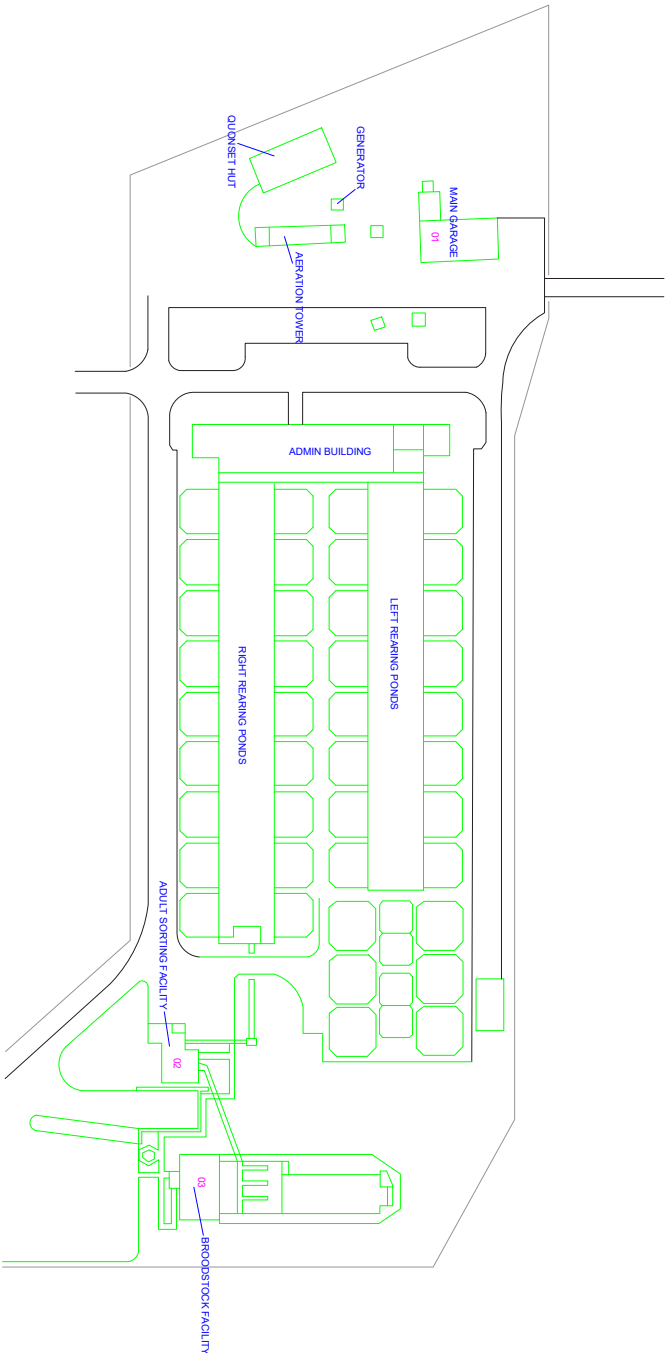 QUONSET HUT
GENERATOR
MAIN GARAGE
01
AERATION TOWER
ADMIN BUILDING
LEFT REARING PONDS
RIGHT REARING PONDS
ADULT SORTING FACILITY
02
03
BROODSTOCK FACILITY